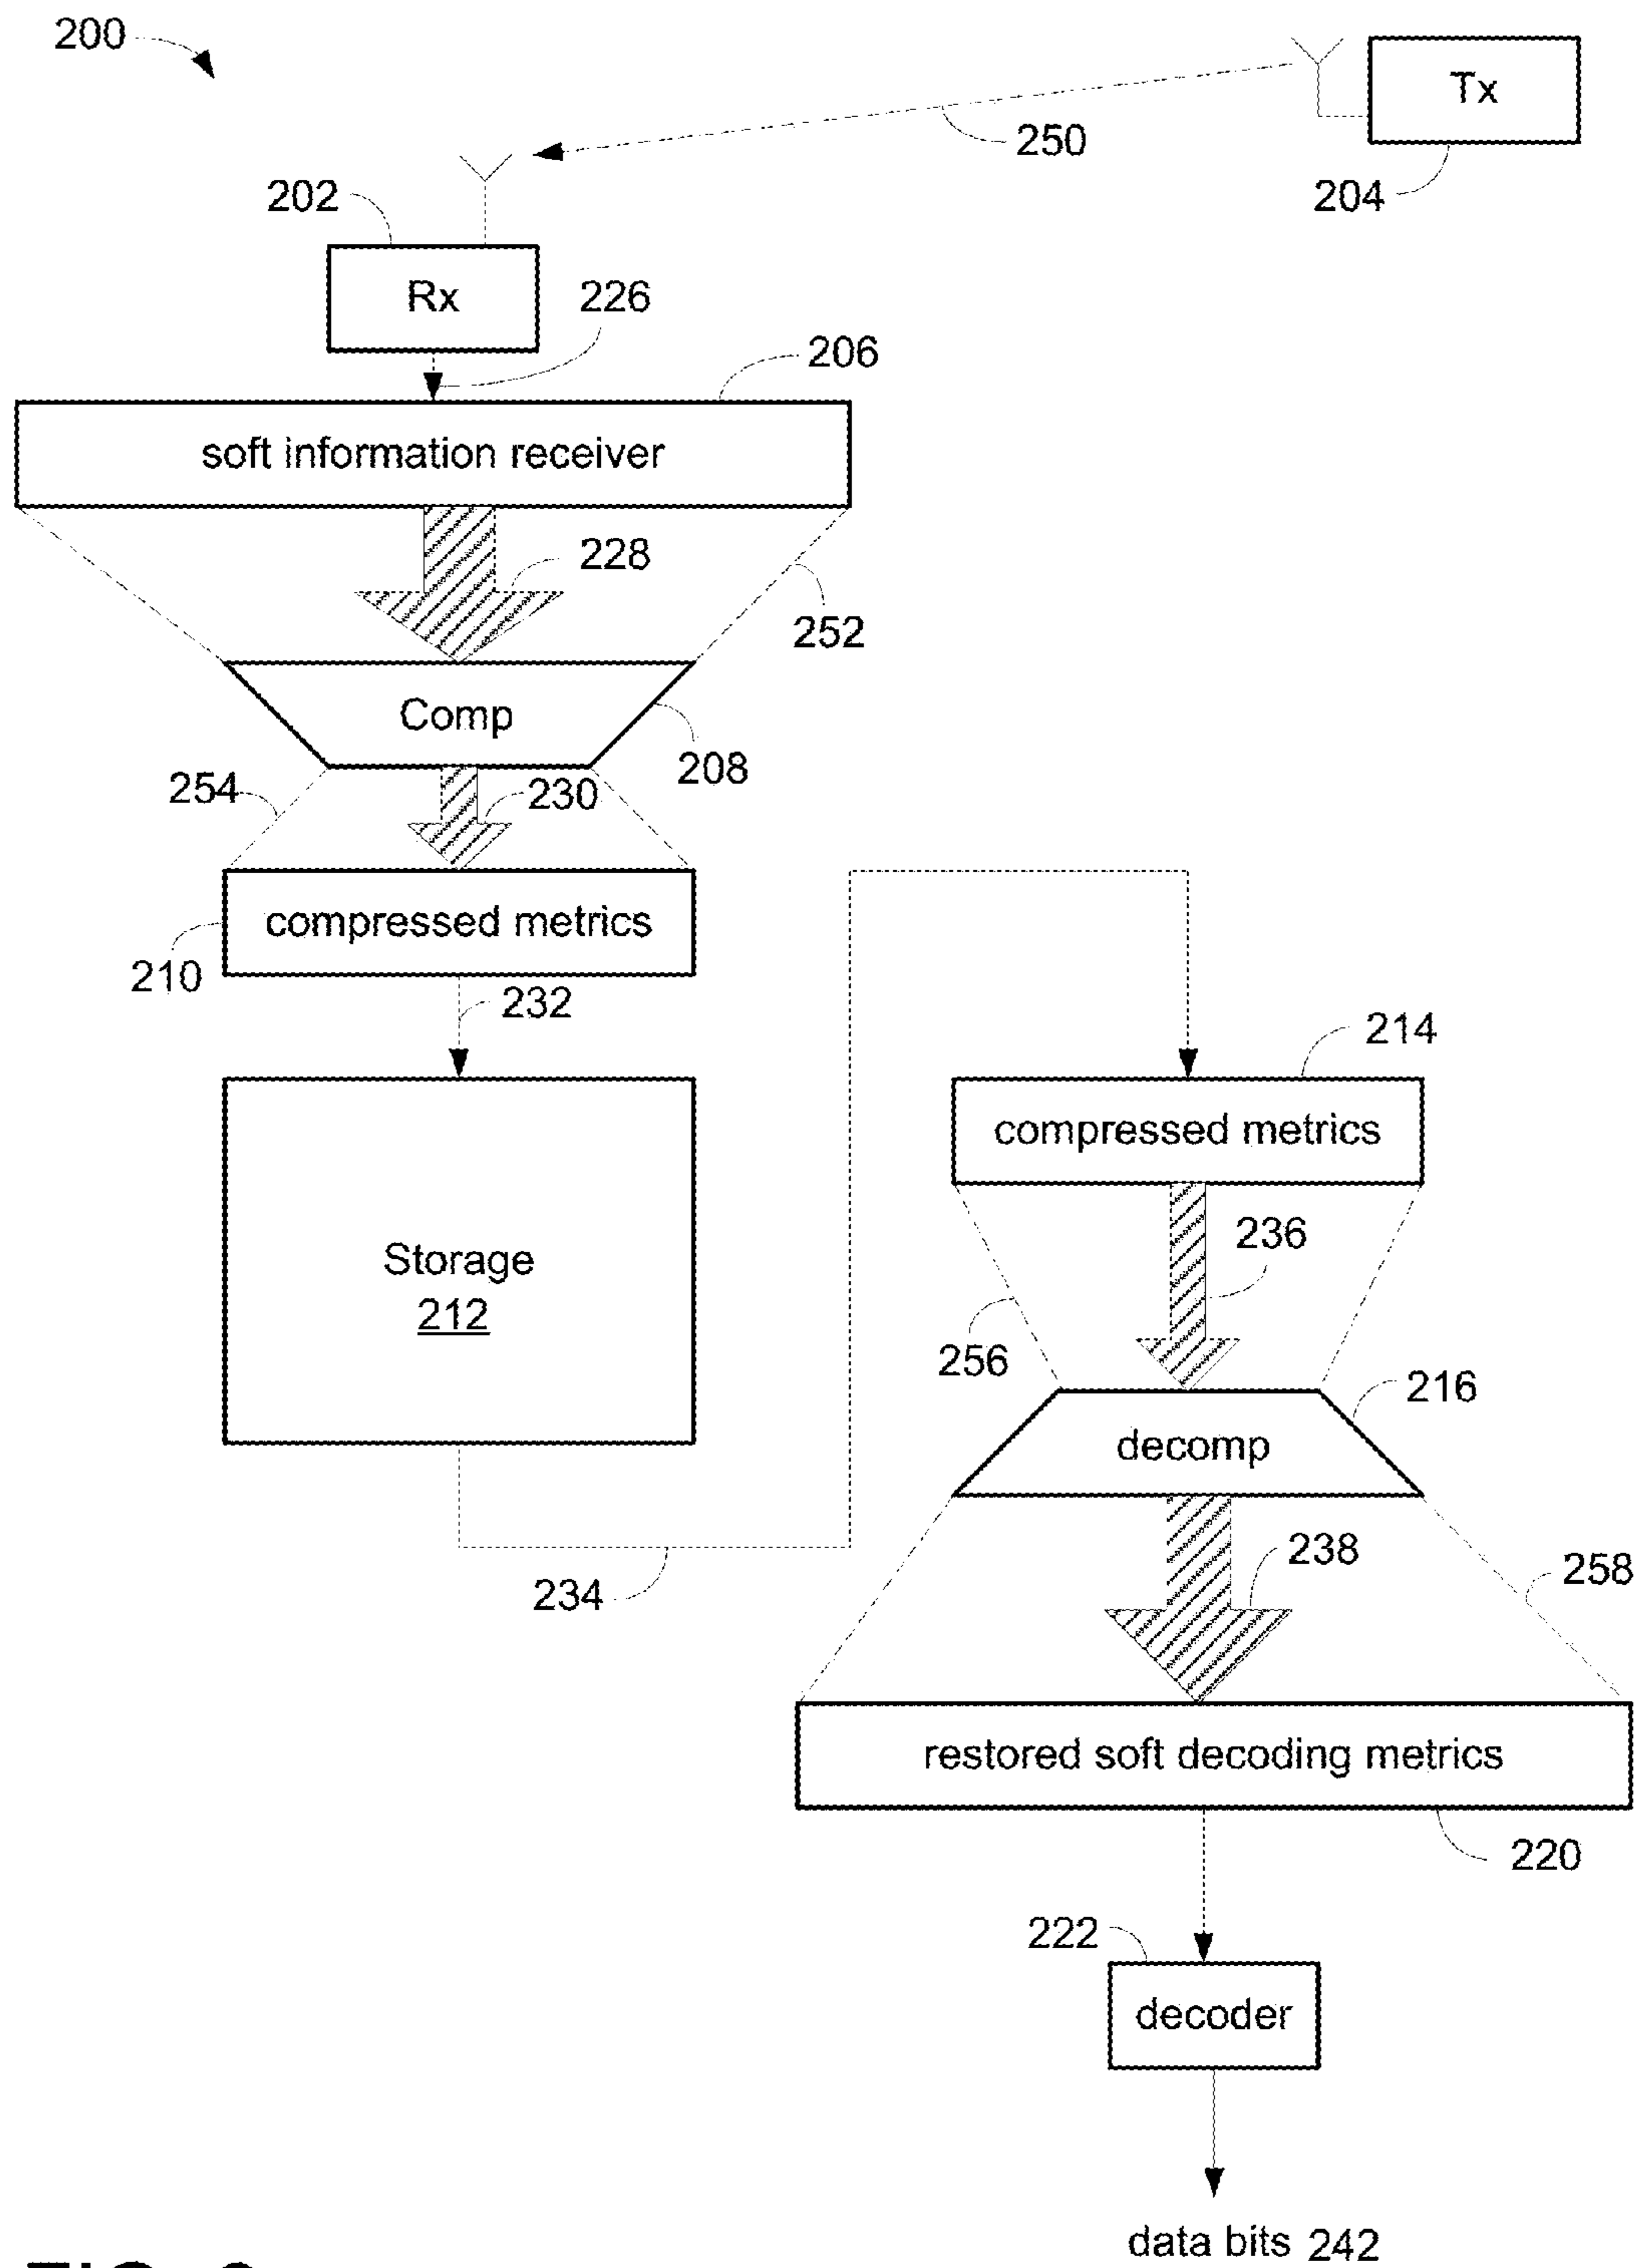 200
Tx
250
204
202
Rx
226
206
soft information receiver
228
252
Comp
208
254
230
compressed metrics
210
232
214
compressed metrics
236
Storage
212
256
216
decomp
238
258
234
restored soft decoding metrics
220
222
decoder
data bits 242